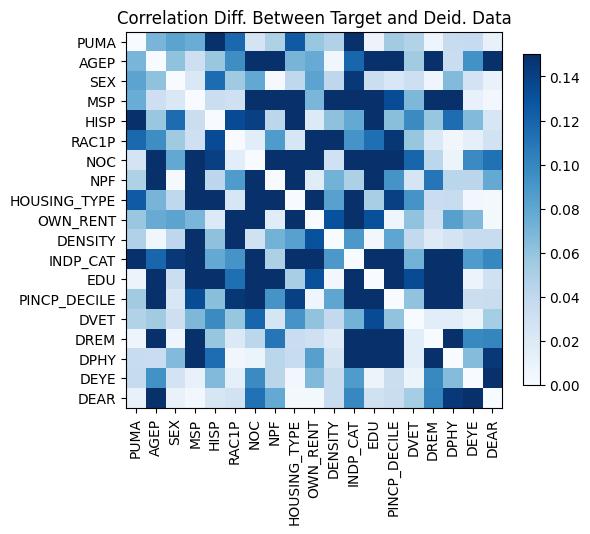 Correlation Diff. Between Target and Deid. Data
PUMA
AGEP
SEX
MSP
HISP
RAC1P
NOC
NPF
HOUSING_TYPE
OWN_RENT
DENSITY
INDP_CAT
EDU
PINCP_DECILE
DVET
DREM
DPHY
DEYE
DEAR
PUMA
AGEP
SEX
MSP
HISP
RAC1P
NOC
NPF
HOUSING_TYPE
OWN_RENT
DENSITY
INDP_CAT
EDU
PINCP_DECILE
DVET
DREM
DPHY
DEYE
DEAR
0.14
0.12
0.10
0.08
0.06
0.04
0.02
0.00